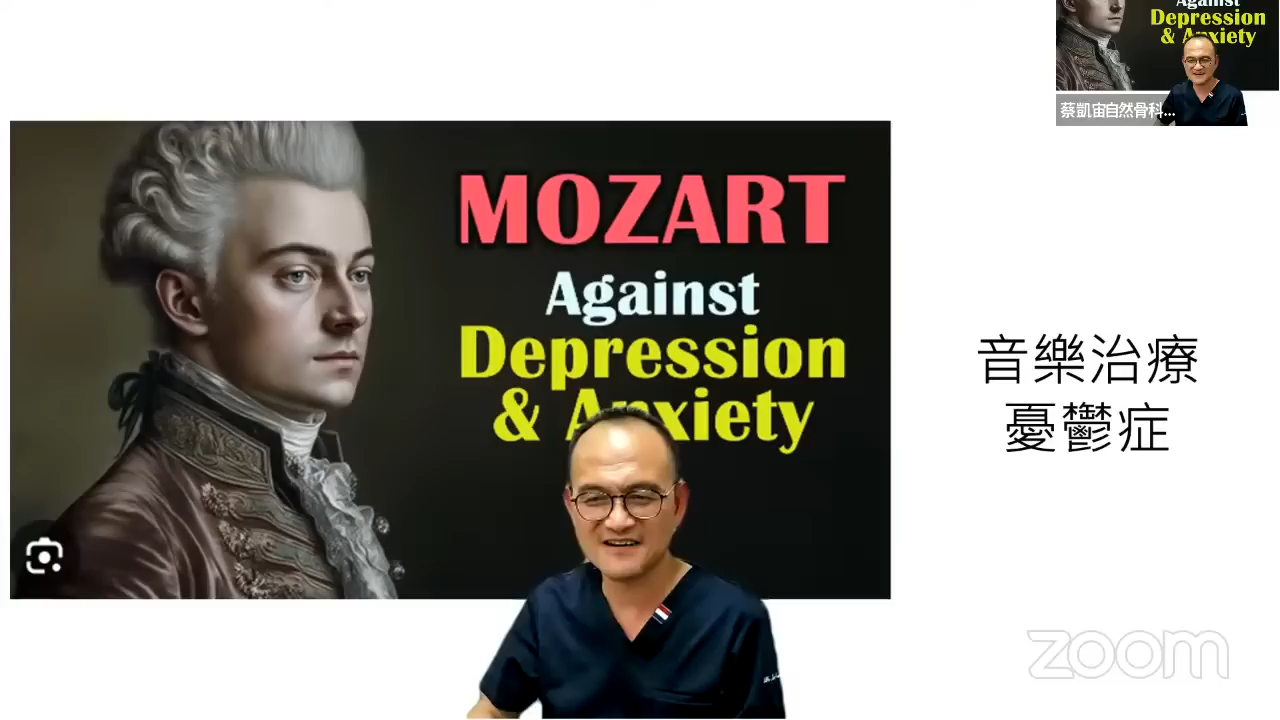 Against
Depression
& Anxiety
蔡凱宙自然骨科...
MOZART
Against
Depression
& Anxiety
音樂治療
憂鬱症
zoom